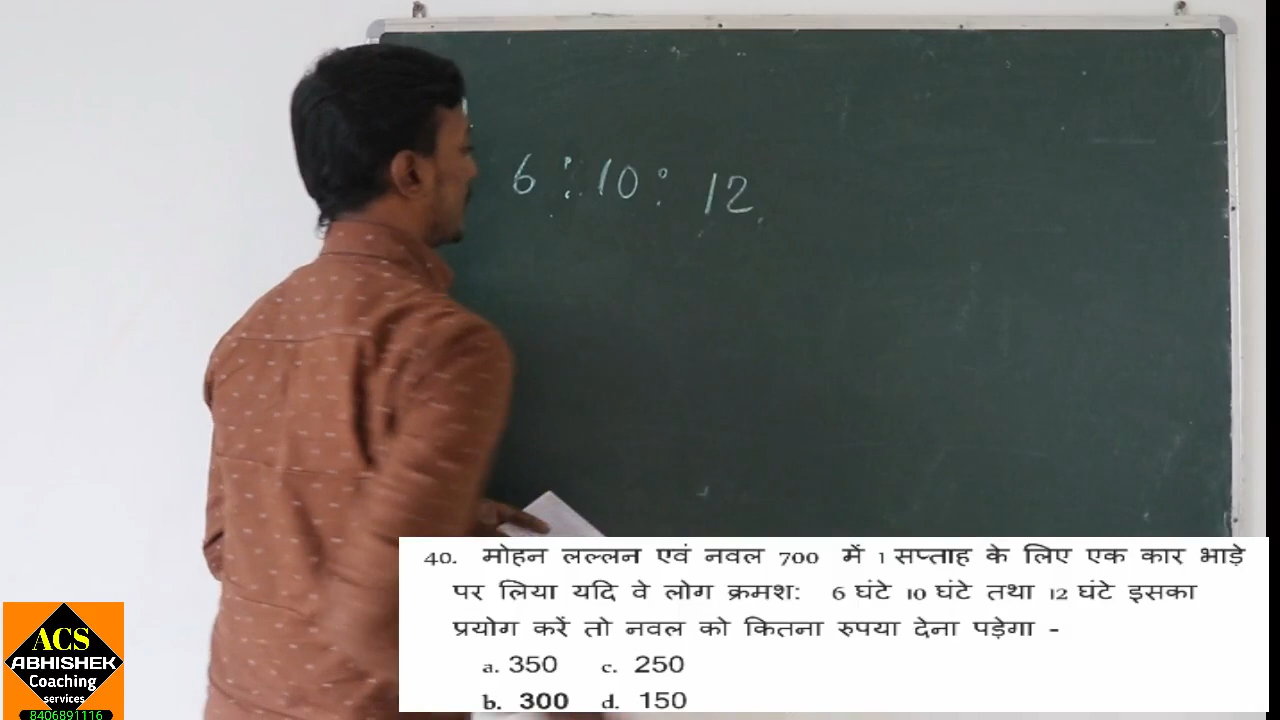 6 : 10 : 12
40. मोहन लल्लन एवं नवल 700 में 1 सप्ताह के लिए एक कार भाड़े
पर लिया यदि वे लोग क्रमश: 6 घंटे 10 घंटे तथा 12 घंटे इसका
प्रयोग करें तो नवल को कितना रुपया देना पड़ेगा -
a. 350 c. 250
b. 300 d. 150
ACS
ABHISHEK
Coaching
services
8406891116